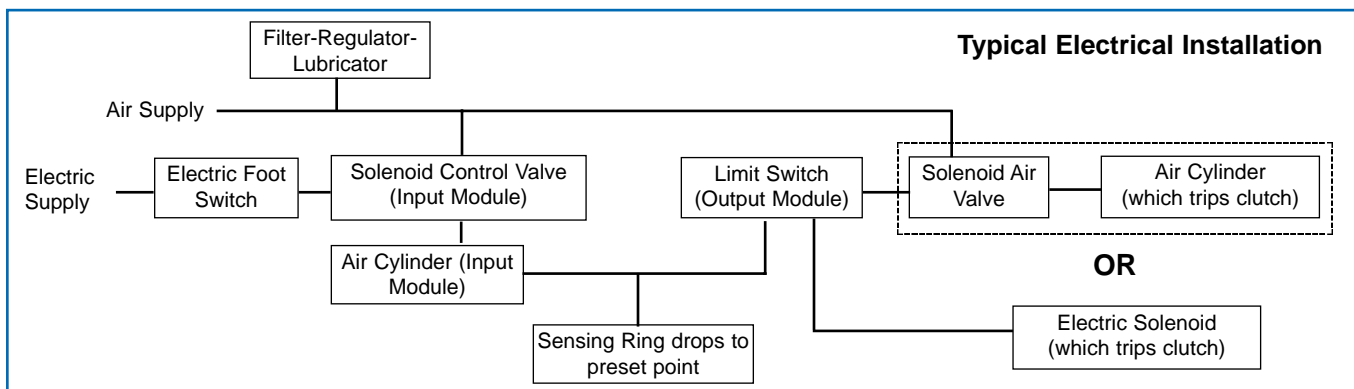 Typical Electrical Installation
Filter-Regulator-
Lubricator
Air Supply
Electric
Supply
Electric Foot
Switch
Solenoid Control Valve
(Input Module)
Limit Switch
(Output Module)
Solenoid Air
Valve
Air Cylinder
(which trips clutch)
Air Cylinder (Input
Module)
OR
Sensing Ring drops to
preset point
Electric Solenoid
(which trips clutch)